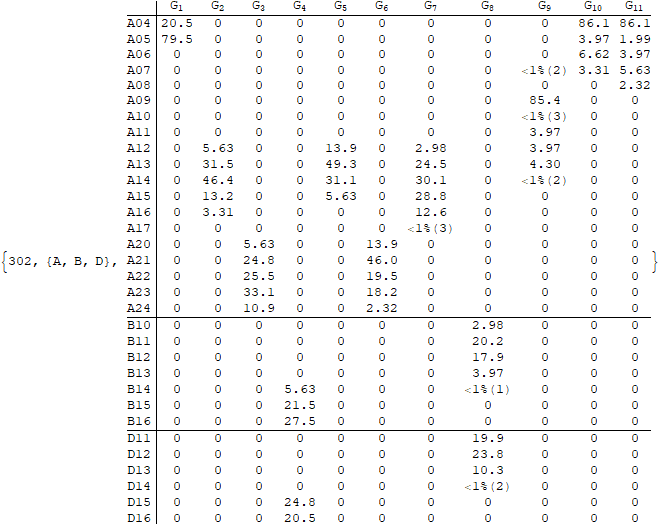 G1 G2 G3 G4 G5 G6 G7 G8 G9 G10 G11
A04 20.5 0 0 0 0 0 0 0 0 86.1 86.1
A05 79.5 0 0 0 0 0 0 0 0 3.97 1.99
A06 0 0 0 0 0 0 0 0 0 6.62 3.97
A07 0 0 0 0 0 0 0 0 <1%(2) 3.31 5.63
A08 0 0 0 0 0 0 0 0 0 0 2.32
A09 0 0 0 0 0 0 0 0 85.4 0 0
A10 0 0 0 0 0 0 0 0 <1%(3) 0 0
A11 0 0 0 0 0 0 0 0 3.97 0 0
A12 0 5.63 0 0 13.9 0 2.98 0 3.97 0 0
A13 0 31.5 0 0 49.3 0 24.5 0 4.30 0 0
A14 0 46.4 0 0 31.1 0 30.1 0 <1%(2) 0 0
A15 0 13.2 0 0 5.63 0 28.8 0 0 0 0
A16 0 3.31 0 0 0 0 12.6 0 0 0 0
A17 0 0 0 0 0 0 <1%(3) 0 0 0 0
A20 0 0 5.63 0 0 13.9 0 0 0 0 0
{302, {A, B, D}, A21 0 0 24.8 0 0 46.0 0 0 0 0 0 }
A22 0 0 25.5 0 0 19.5 0 0 0 0 0
A23 0 0 33.1 0 0 18.2 0 0 0 0 0
A24 0 0 10.9 0 0 2.32 0 0 0 0 0
B10 0 0 0 0 0 0 0 2.98 0 0 0
B11 0 0 0 0 0 0 0 20.2 0 0 0
B12 0 0 0 0 0 0 0 17.9 0 0 0
B13 0 0 0 0 0 0 0 3.97 0 0 0
B14 0 0 0 5.63 0 0 0 <1%(1) 0 0 0
B15 0 0 0 21.5 0 0 0 0 0 0 0
B16 0 0 0 27.5 0 0 0 0 0 0 0
D11 0 0 0 0 0 0 0 19.9 0 0 0
D12 0 0 0 0 0 0 0 23.8 0 0 0
D13 0 0 0 0 0 0 0 10.3 0 0 0
D14 0 0 0 0 0 0 0 <1%(2) 0 0 0
D15 0 0 0 24.8 0 0 0 0 0 0 0
D16 0 0 0 20.5 0 0 0 0 0 0 0